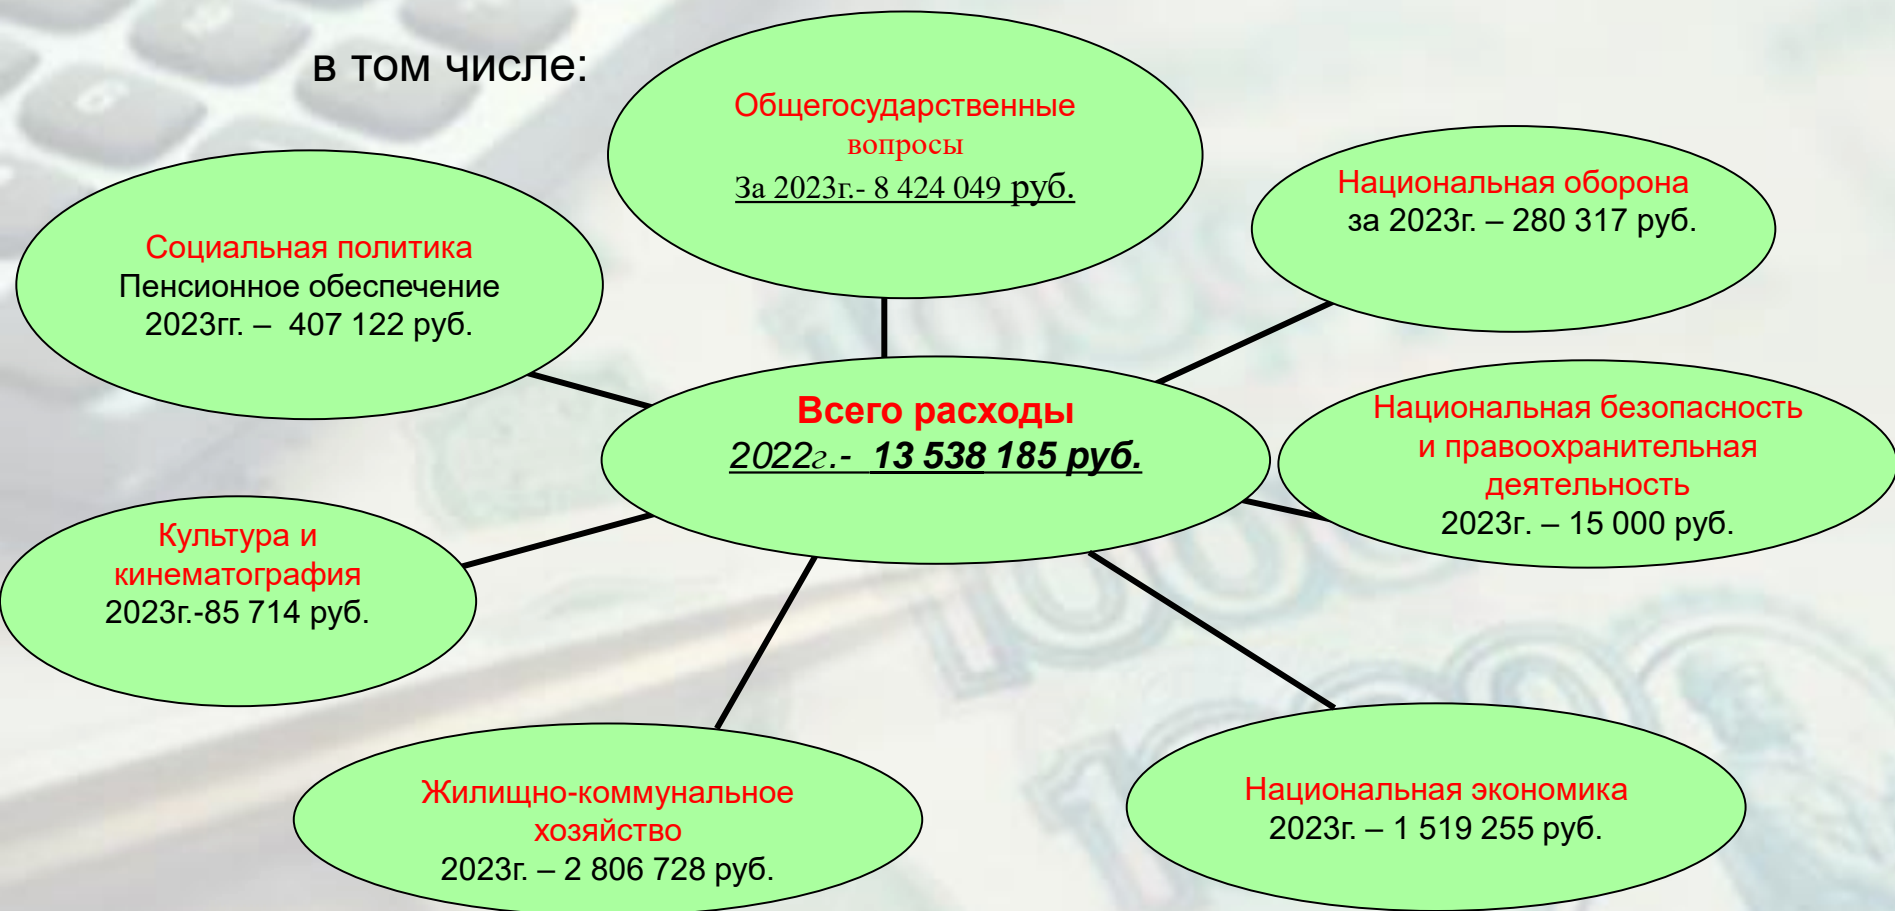 в том числе:
Общегосударственные
вопросы
За 2023г.- 8 424 049 руб.
Национальная оборона
за 2023г. – 280 317 руб.
Социальная политика
Пенсионное обеспечение
2023гг. – 407 122 руб.
Всего расходы
2022г.- 13 538 185 руб.
Национальная безопасность
и правоохранительная
деятельность
2023г. – 15 000 руб.
Культура и
кинематография
2023г.-85 714 руб.
Жилищно-коммунальное
хозяйство
2023г. – 2 806 728 руб.
Национальная экономика
2023г. – 1 519 255 руб.